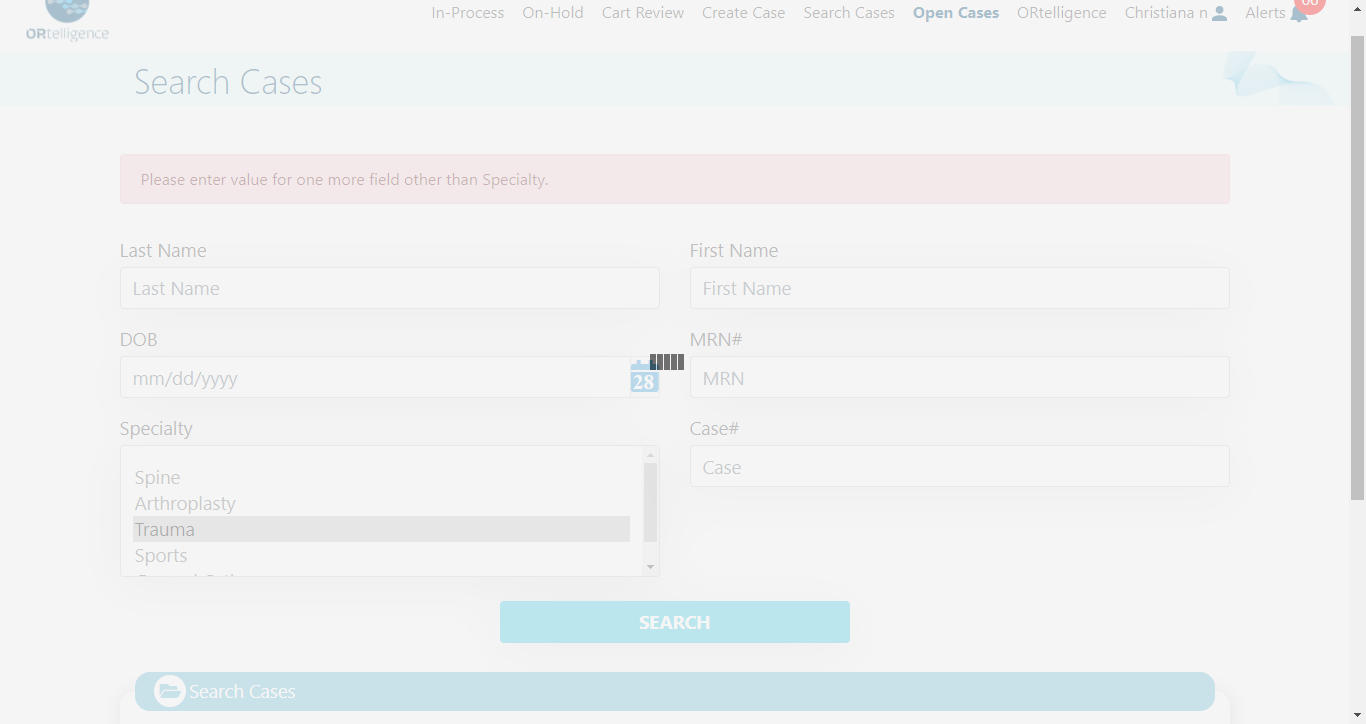 In-Process On-Hold Cart Review Create Case Search Cases Open Cases ORtelligence Christiana n Alerts
ORtelligence
Search Cases
Please enter value for one more field other than Specialty.
Last Name First Name
Last Name First Name
DOB MRN#
mm/dd/yyyy 28 MRN
Specialty Case#
Case
Spine
Arthroplasty
Trauma
Sports
SEARCH
Search Cases